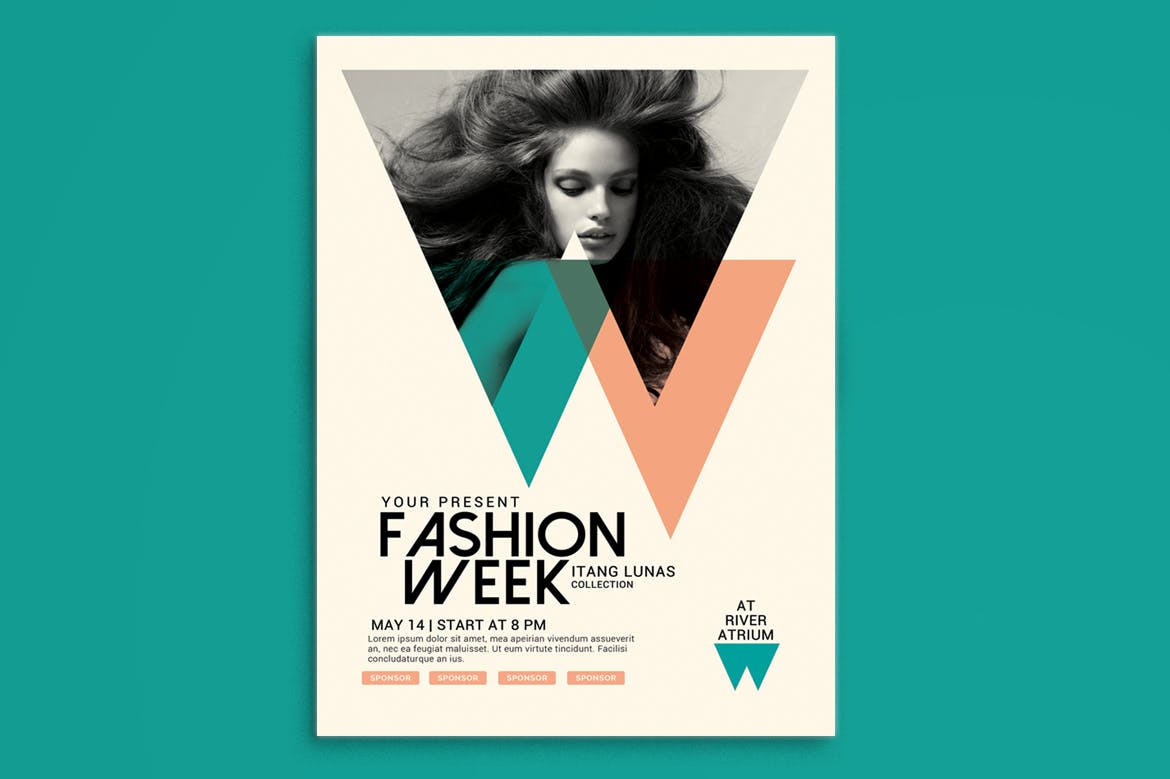 YOUR PRESENT
FASHION
WEEK
ITANG LUNAS
COLLECTION
MAY 14 | START AT 8 PM
Lorem ipsum dolor sit amet, mea apeirian vivendum assueverit
an, nec ea feugiat maluisset. Ut eum virtute tincidunt. Facilisi
concludaturque an ius.
SPONSOR SPONSOR SPONSOR SPONSOR
AT
RIVER
ATRIUM